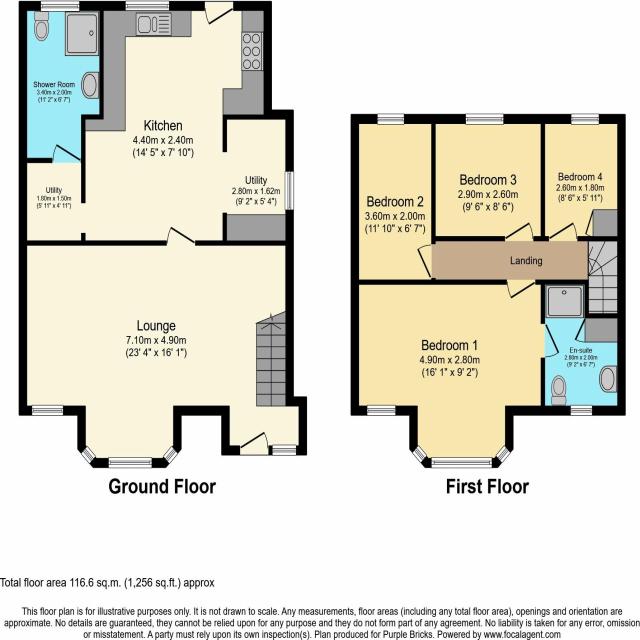 Shower Room
3.40m x 2.00m
(11' 2" x 6' 7")
Kitchen
4.40m x 2.40m
(14' 5" x 7' 10")
Utility
1.80m x 1.50m
(5' 11" x 4' 11")
Utility
2.80m x 1.62m
(9' 2" x 5' 4")
Lounge
7.10m x 4.90m
(23' 4" x 16' 1")
Ground Floor
Bedroom 2
3.60m x 2.00m
(11' 10" x 6' 7")
Bedroom 3
2.90m x 2.60m
(9' 6" x 8' 6")
Bedroom 4
2.60m x 1.80m
(8' 6" x 5' 11")
Landing
Bedroom 1
4.90m x 2.80m
(16' 1" x 9' 2")
En-suite
2.80m x 2.00m
(9' 2" x 6' 7")
First Floor
Total floor area 116.6 sq.m. (1,256 sq.ft.) approx
This floor plan is for illustrative purposes only. It is not drawn to scale. Any measurements, floor areas (including any total floor area), openings and orientation are
approximate. No details are guaranteed, they cannot be relied upon for any purpose and they do not form part of any agreement. No liability is taken for any error, omission
or misstatement. A party must rely upon its own inspection(s). Plan produced for Purple Bricks. Powered by www.focalagent.com